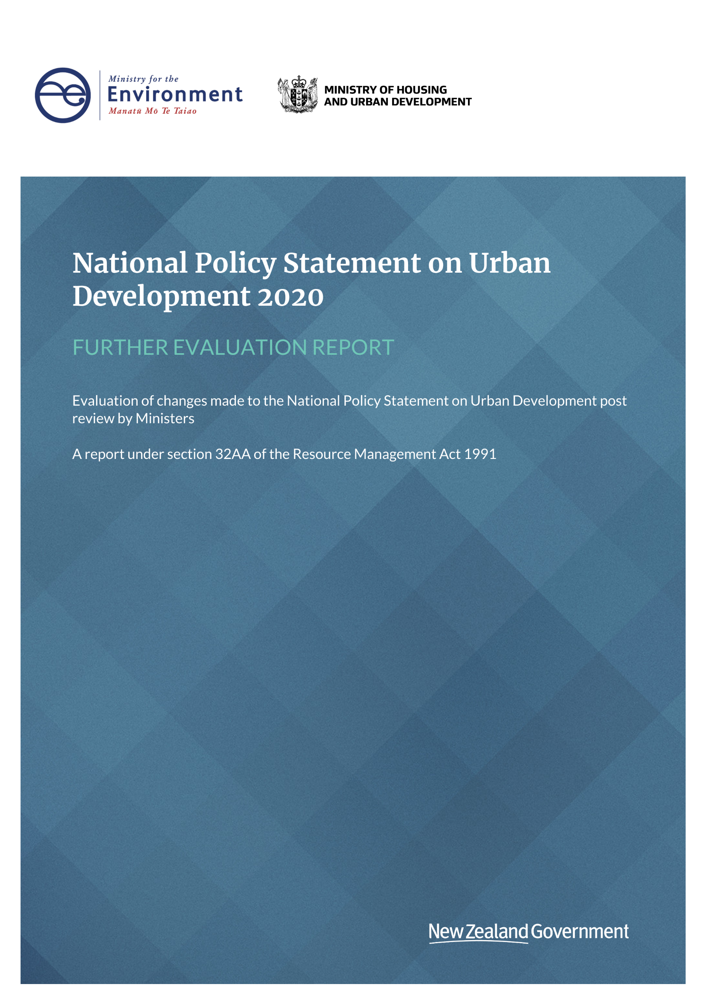 Ministry for the
Environment
Manatū Mō Te Taiao
MINISTRY OF HOUSING
AND URBAN DEVELOPMENT
National Policy Statement on Urban
Development 2020
FURTHER EVALUATION REPORT
Evaluation of changes made to the National Policy Statement on Urban Development post
review by Ministers
A report under section 32AA of the Resource Management Act 1991
New Zealand Government